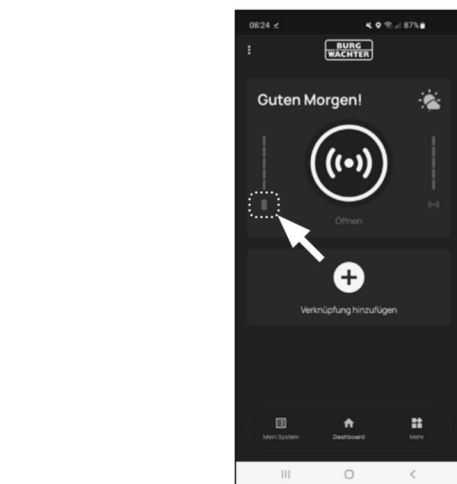 08:24
87%
BURG
WÄCHTER
Guten Morgen!
Öffnen
Verknüpfung hinzufügen
Mein System
Dashboard
Mehr